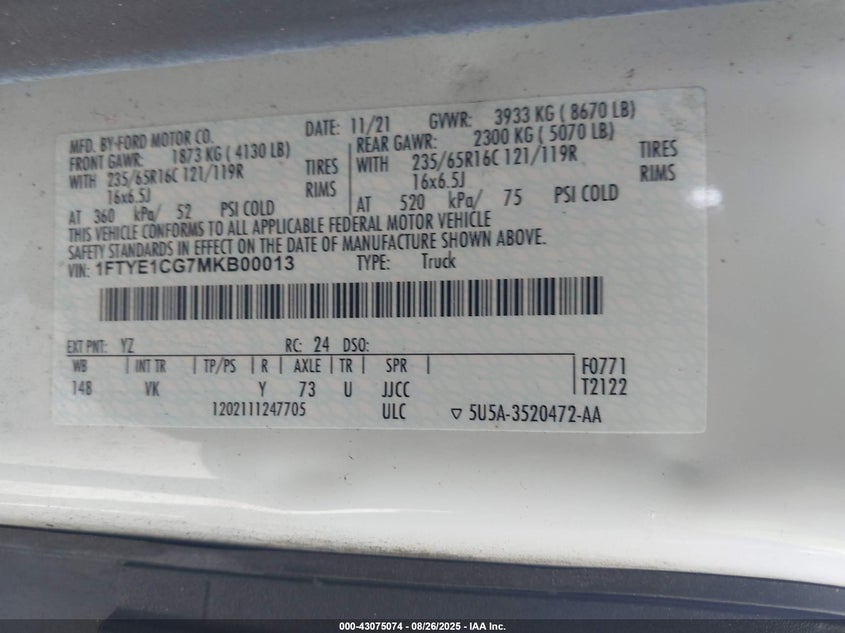 MFD. BY-FORD MOTOR CO.
DATE: 11/21 GVWR: 3933 KG ( 8670 LB)
FRONT GAWR: 1873 KG ( 4130 LB)
WITH 235/65R16C 121/119R TIRES
16x6.5J RIMS
AT 360 kPa/ 52 PSI COLD
REAR GAWR: 2300 KG ( 5070 LB)
WITH 235/65R16C 121/119R TIRES
16x6.5J RIMS
AT 520 kPa/ 75 PSI COLD
THIS VEHICLE CONFORMS TO ALL APPLICABLE FEDERAL MOTOR VEHICLE
SAFETY STANDARDS IN EFFECT ON THE DATE OF MANUFACTURE SHOWN ABOVE.
VIN: 1FTYE1CG7MKB00013 TYPE: Truck
EXT PNT: YZ RC: 24 DSO:
WB INT TR TP/PS R AXLE TR SPR
148 VK Y 73 U JJCC
F0771
T2122
1202111247705 ULC ▽ 5U5A-3520472-AA
000-43075074 | 08/26/2025 - IAA Inc.